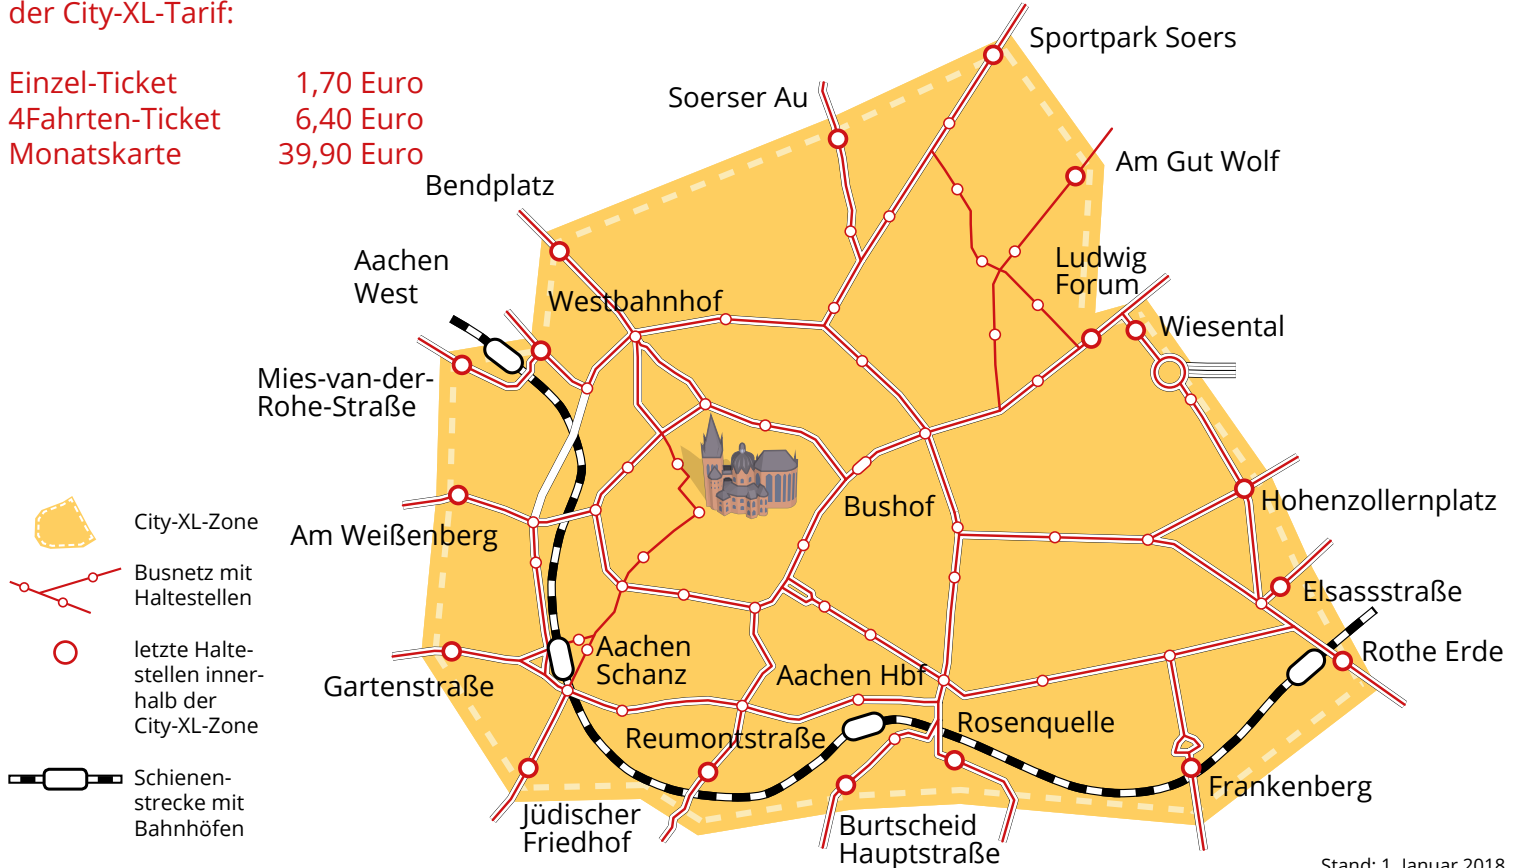 der City-XL-Tarif:
Einzel-Ticket 1,70 Euro
4Fahrten-Ticket 6,40 Euro
Monatskarte 39,90 Euro
Sportpark Soers
Soerser Au
Am Gut Wolf
Bendplatz
Aachen
West
Westbahnhof
Ludwig
Forum
Wiesental
Mies-van-der-
Rohe-Straße
Bushof
Hohenzollernplatz
Am Weißenberg
Elsassstraße
Aachen
Schanz
Aachen Hbf
Rothe Erde
Gartenstraße
Reumontstraße
Rosenquelle
Frankenberg
Jüdischer
Friedhof
Burtscheid
Hauptstraße
City-XL-Zone
Busnetz mit
Haltestellen
letzte Halte-
stellen inner-
halb der
City-XL-Zone
Schienen-
strecke mit
Bahnhöfen
Stand: 1. Januar 2018